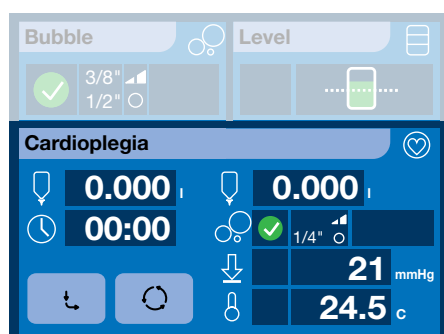 Bubble Level
3/8"
1/2"
Cardioplegia
0.000 l 0.000 l
00:00 1/4"
21 mmHg
24.5 c